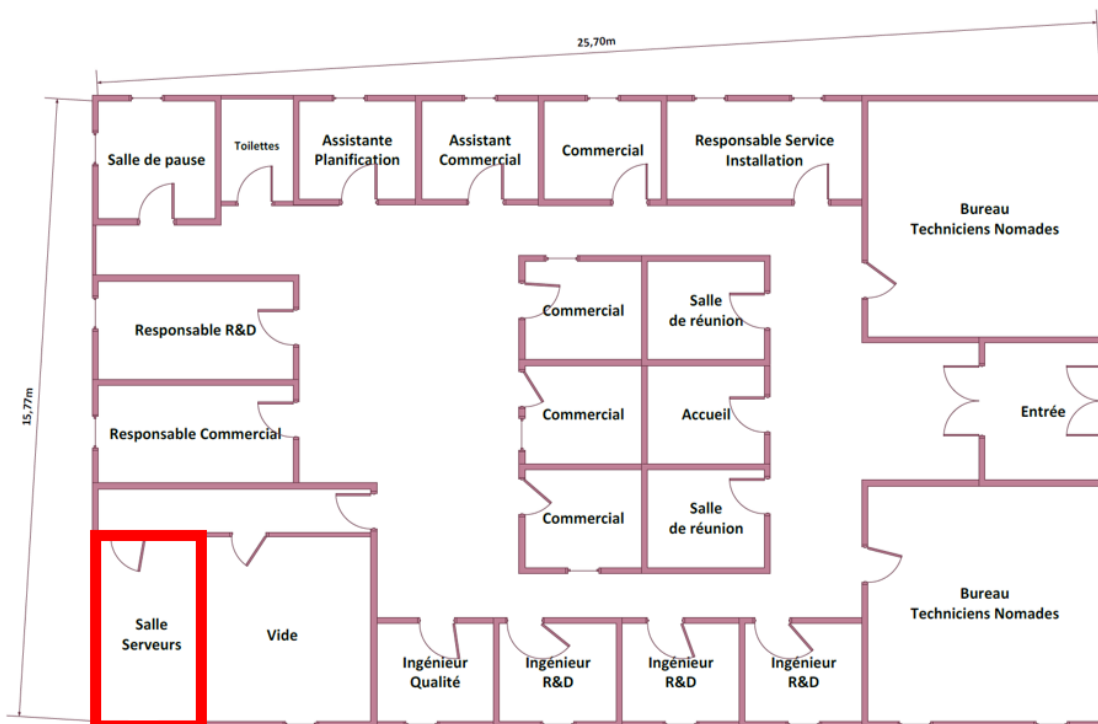 25,70m
15,77m
Salle de pause
Toilettes
Assistante
Planification
Assistant
Commercial
Commercial
Responsable Service
Installation
Bureau
Techniciens Nomades
Responsable R&D
Commercial
Salle
de réunion
Responsable Commercial
Commercial
Accueil
Entrée
Commercial
Salle
de réunion
Salle
Serveurs
Vide
Ingénieur
Qualité
Ingénieur
R&D
Ingénieur
R&D
Ingénieur
R&D
Bureau
Techniciens Nomades